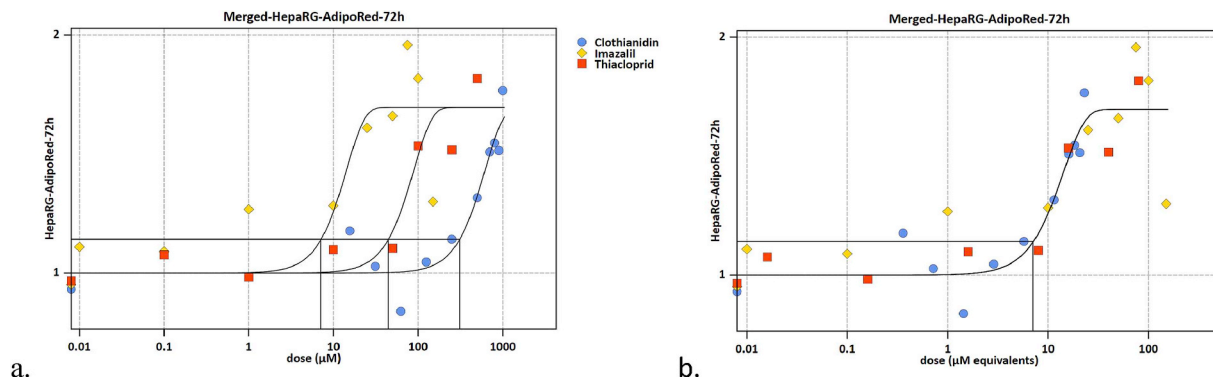 Merged-HepaRG-AdipoRed-72h
2
1
HepaRG-AdipoRed-72h
0.01 0.1 1 10 100 1000
dose (µM)
Clothianidin
Imazalil
Thiacloprid
a.
Merged-HepaRG-AdipoRed-72h
2
1
HepaRG-AdipoRed-72h
0.01 0.1 1 10 100
dose (µM equivalents)
b.